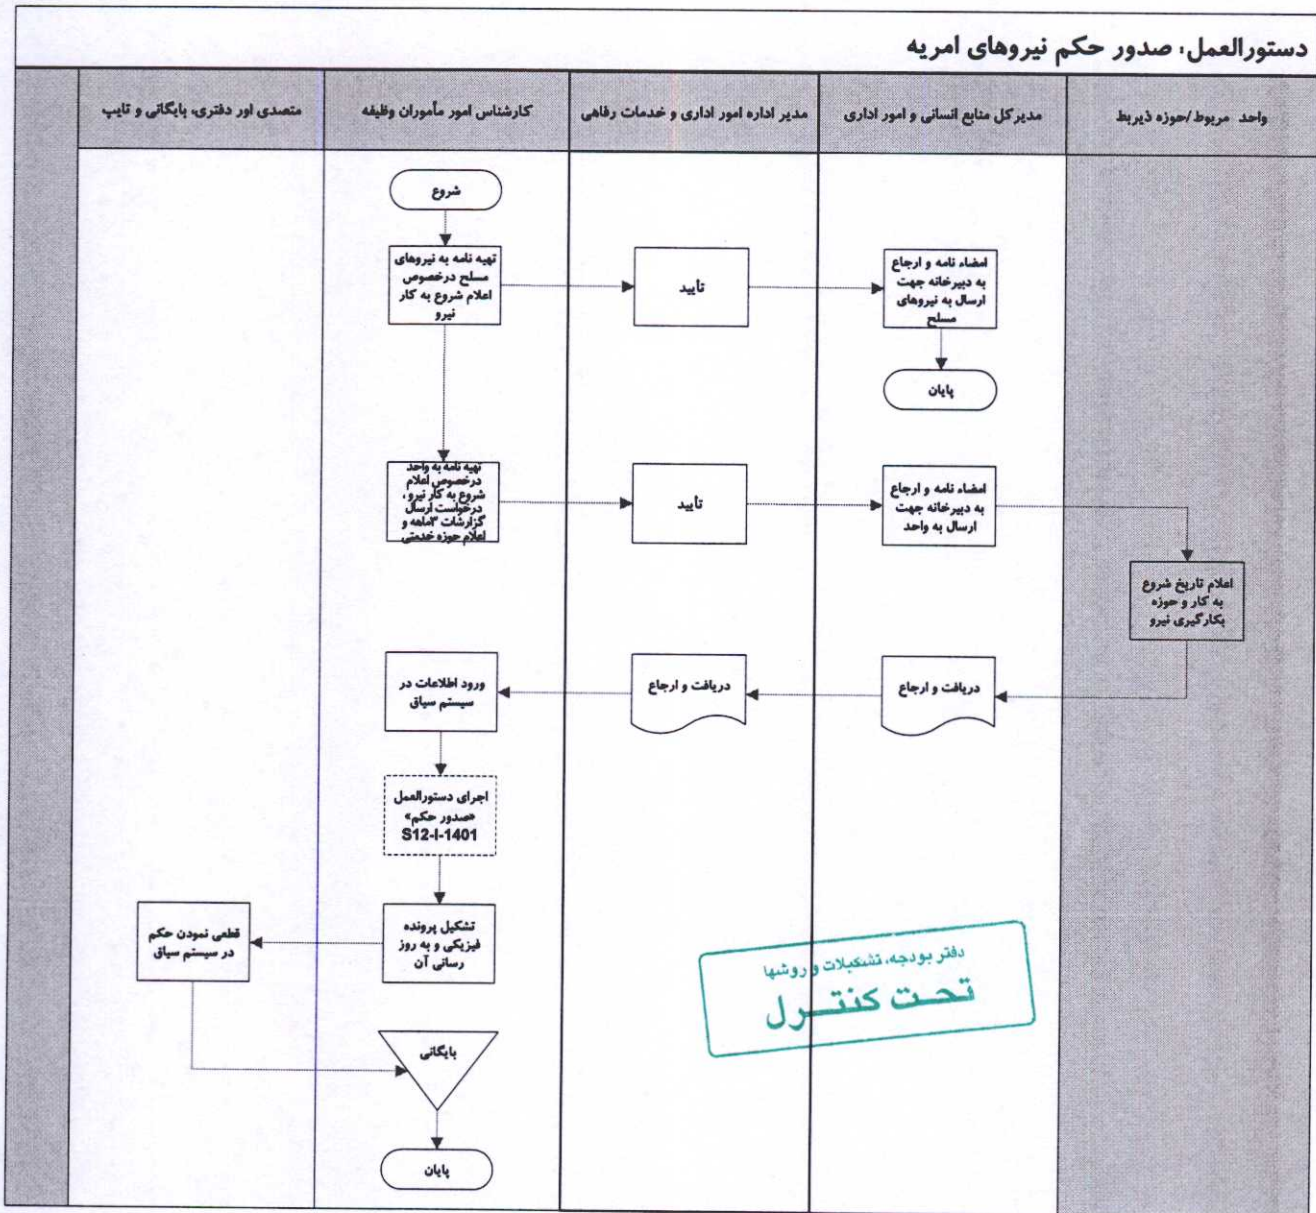 دستورالعمل: صدور حکم نیروهای امریه
واحد مربوط/حوزه ذیربط
مدیرکل منابع انسانی و امور اداری
مدیر اداره امور اداری و خدمات رفاهی
کارشناس امور مأموران وظیفه
متصدی اور دفتری، بایگانی و تایپ
شروع
تهیه نامه به نیروهای
مسلح درخصوص
اعلام شروع به کار
نیرو
تایید
امضاء نامه و ارجاع
به دبیرخانه جهت
ارسال به نیروهای
مسلح
پایان
تهیه نامه به واحد
درخصوص اعلام
شروع به کار نیرو ،
درخواست ارسال
گزارشات ۳ماهه و
اعلام حوزه خدمتی
تایید
امضاء نامه و ارجاع
به دبیرخانه جهت
ارسال به واحد
اعلام تاریخ شروع
به کار و حوزه
بکارگیری نیرو
دریافت و ارجاع
دریافت و ارجاع
ورود اطلاعات در
سیستم سیاق
اجرای دستورالعمل
«صدور حکم»
S12-I-1401
تشکیل پرونده
فیزیکی و به روز
رسانی آن
قطعی نمودن حکم
در سیستم سیاق
بایگانی
پایان
دفتر بودجه، تشکیلات و روشها
تحت کنترل